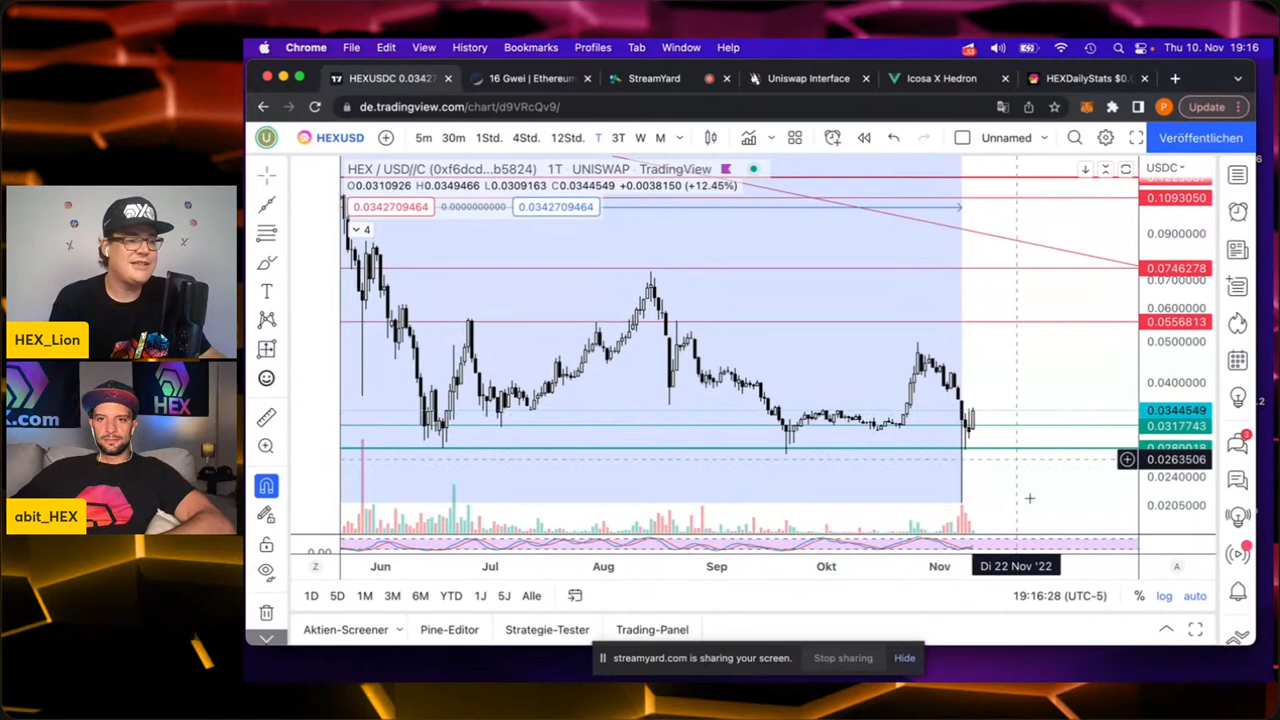 Chrome File Edit View History Bookmarks Profiles Tab Window Help
Thu 10. Nov 19:16
HEXUSDC 0.0342
16 Gwei | Ethereum
StreamYard
Uniswap Interface
Icosa X Hedron
HEXDailyStats $0.
de.tradingview.com/chart/d9VRcQv9/
P
Update
U
HEXUSD
5m 30m 1Std. 4Std. 12Std. T 3T W M
Unnamed
Veröffentlichen
HEX / USD//C (0xf6dcd...b5824) 1T UNISWAP TradingView
USDC
O0.0310926 H0.0349466 L0.0309163 C0.0344549 +0.0038150 (+12.45%)
0.0342709464 0.0000000000 0.0342709464
4
0.1093050
0.0900000
0.0746278
0.0700000
0.0600000
0.0556813
0.0500000
0.0400000
0.0344549
0.0317743
0.0280018
0.0263506
0.0240000
0.0205000
0.00
Z
Jun Jul Aug Sep Okt Nov
Di 22 Nov '22
A
1D 5D 1M 3M 6M YTD 1J 5J Alle
19:16:28 (UTC-5)
% log auto
Aktien-Screener Pine-Editor Strategie-Tester Trading-Panel
streamyard.com is sharing your screen.
Stop sharing
Hide
HEX_Lion
X.com
HEX
abit_HEX